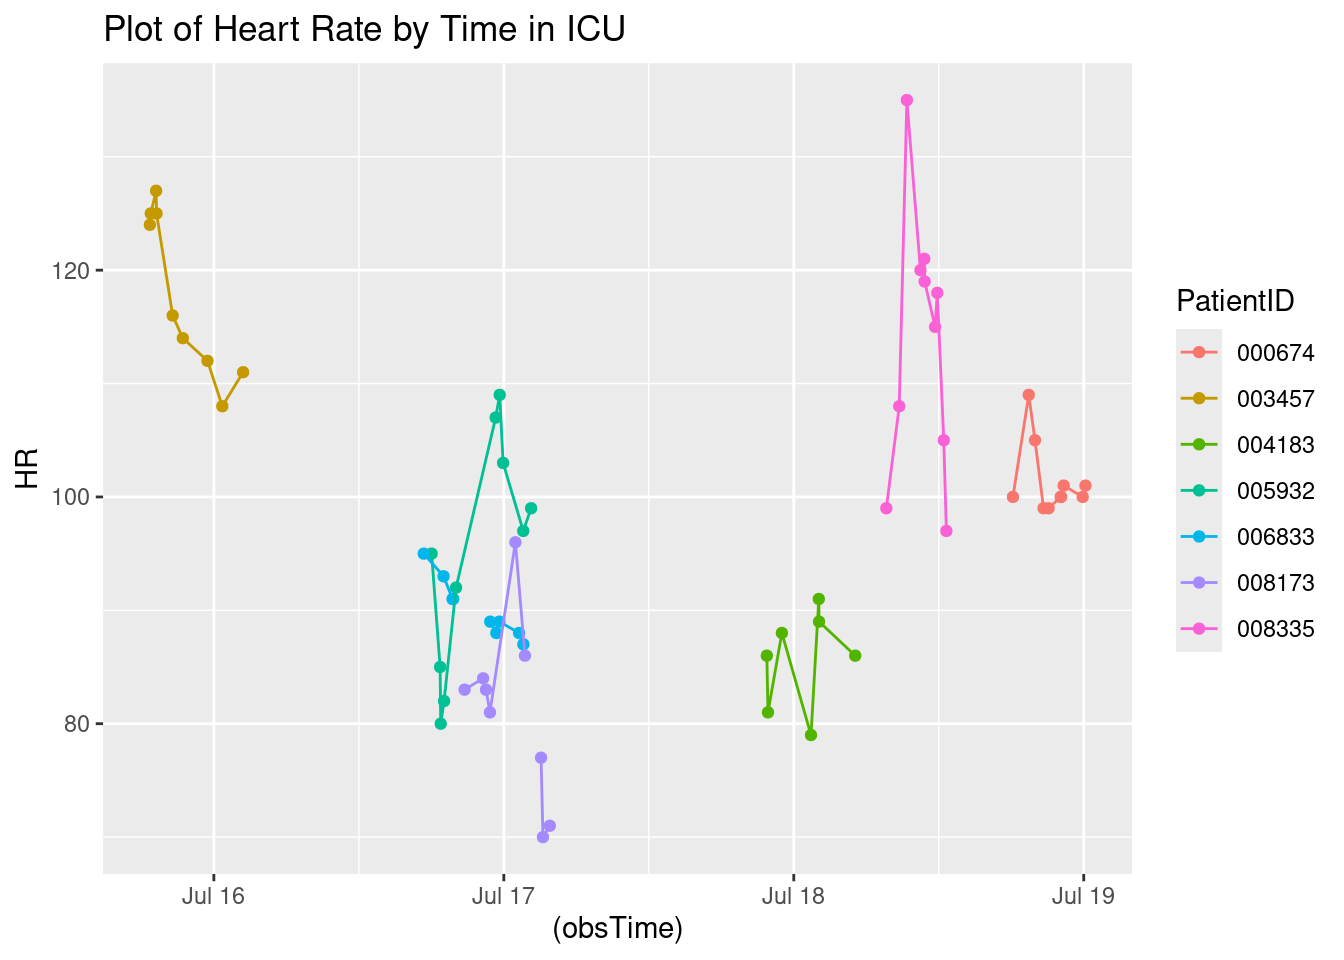 Plot of Heart Rate by Time in ICU
120
100
80
HR
Jul 16
Jul 17
Jul 18
Jul 19
(obsTime)
PatientID
000674
003457
004183
005932
006833
008173
008335